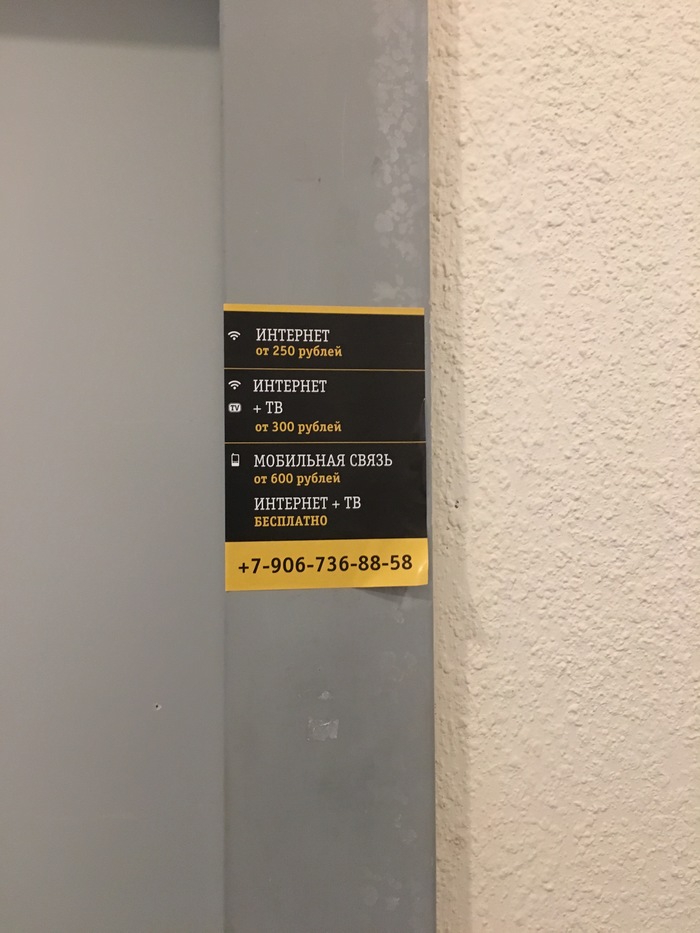 ИНТЕРНЕТ
от 250 рублей
ИНТЕРНЕТ
TV + ТВ
от 300 рублей
МОБИЛЬНАЯ СВЯЗЬ
от 600 рублей
ИНТЕРНЕТ + ТВ
БЕСПЛАТНО
+7-906-736-88-58